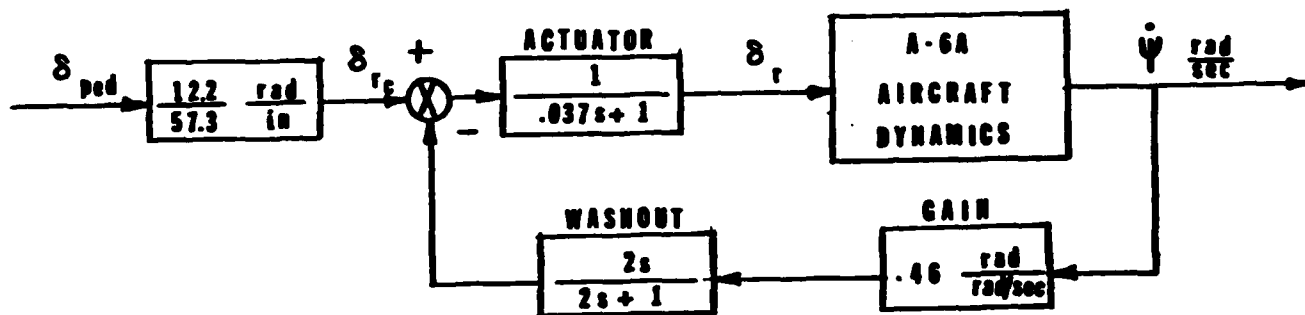 δ ped
12.2 rad
57.3 in
δ r c
+
-
ACTUATOR
1
.037s + 1
δ r
A-6A
AIRCRAFT
DYNAMICS
ψ̇ rad
sec
WASHOUT
2s
2s + 1
GAIN
.46 rad
rad/sec